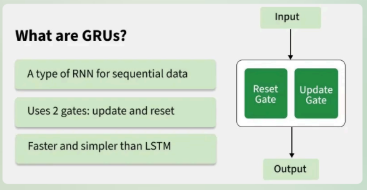 What are GRUs?
A type of RNN for sequential data
Uses 2 gates: update and reset
Faster and simpler than LSTM
Input
Reset
Gate
Update
Gate
Output